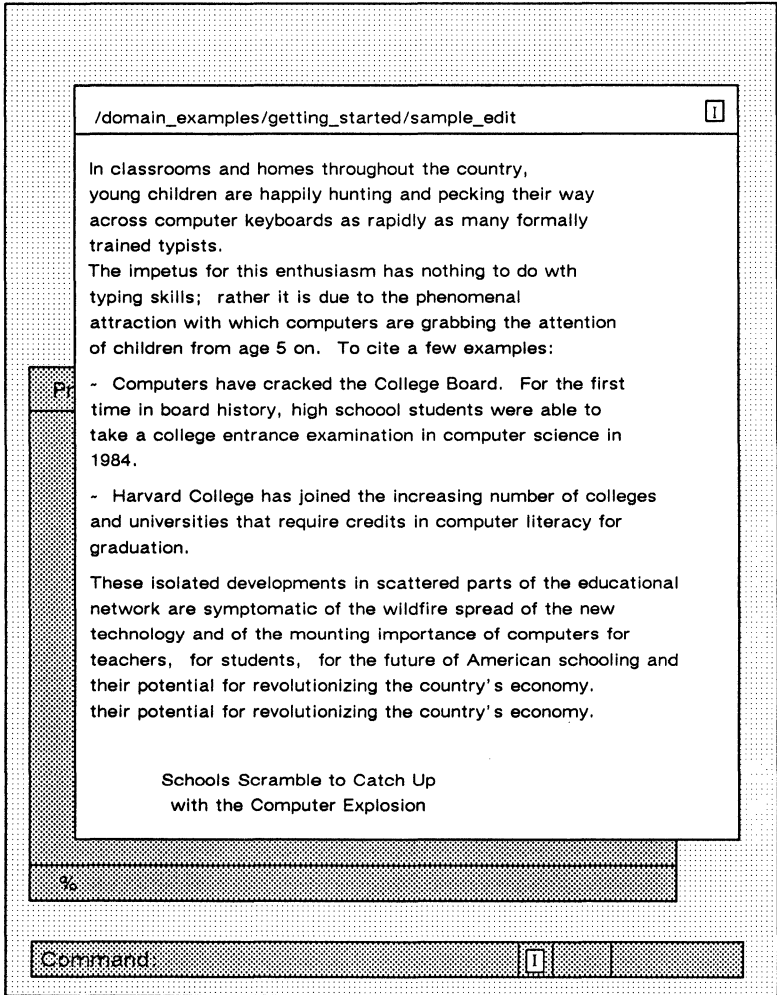 /domain_examples/getting_started/sample_edit
I
In classrooms and homes throughout the country,
young children are happily hunting and pecking their way
across computer keyboards as rapidly as many formally
trained typists.
The impetus for this enthusiasm has nothing to do wth
typing skills; rather it is due to the phenomenal
attraction with which computers are grabbing the attention
of children from age 5 on. To cite a few examples:
- Computers have cracked the College Board. For the first
time in board history, high schoool students were able to
take a college entrance examination in computer science in
1984.
- Harvard College has joined the increasing number of colleges
and universities that require credits in computer literacy for
graduation.
These isolated developments in scattered parts of the educational
network are symptomatic of the wildfire spread of the new
technology and of the mounting importance of computers for
teachers, for students, for the future of American schooling and
their potential for revolutionizing the country's economy.
their potential for revolutionizing the country's economy.
Schools Scramble to Catch Up
with the Computer Explosion
Pr
%
Command: I